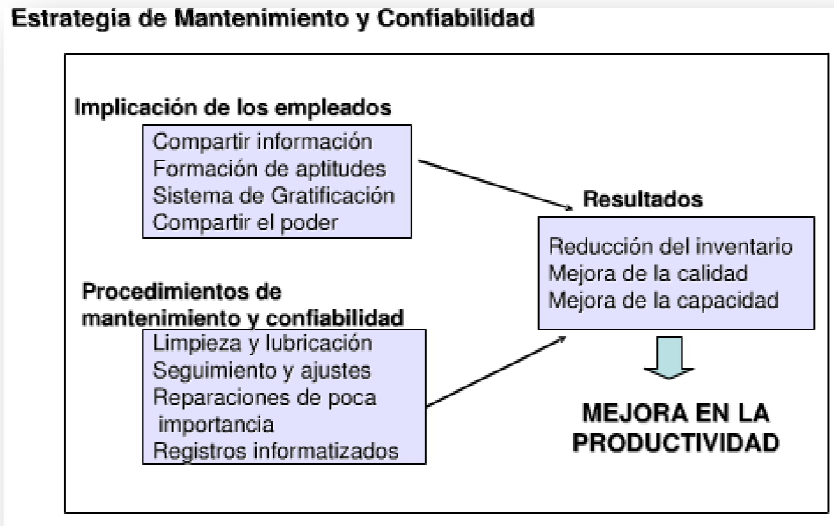 Estrategia de Mantenimiento y Confiabilidad
Implicación de los empleados
Compartir información
Formación de aptitudes
Sistema de Gratificación
Compartir el poder
Procedimientos de
mantenimiento y confiabilidad
Limpieza y lubricación
Seguimiento y ajustes
Reparaciones de poca
importancia
Registros informatizados
Resultados
Reducción del inventario
Mejora de la calidad
Mejora de la capacidad
MEJORA EN LA
PRODUCTIVIDAD